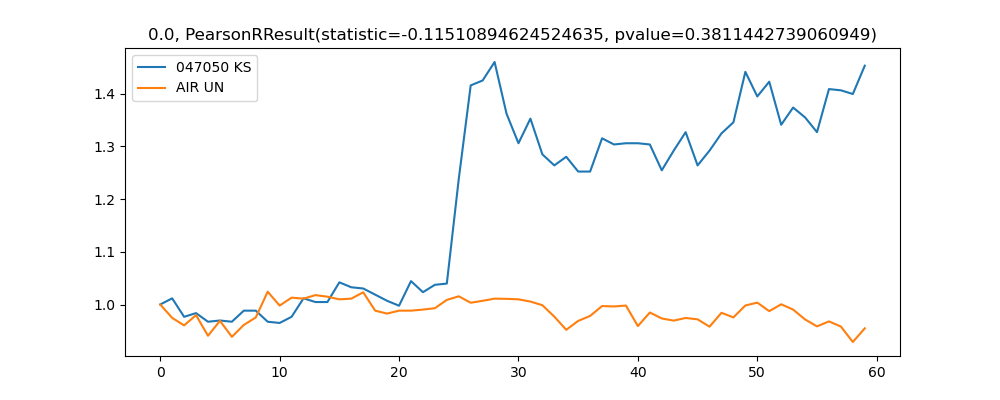 0.0, PearsonRResult(statistic=-0.11510894624524635, pvalue=0.3811442739060949)
047050 KS
AIR UN
1.4
1.3
1.2
1.1
1.0
0 10 20 30 40 50 60